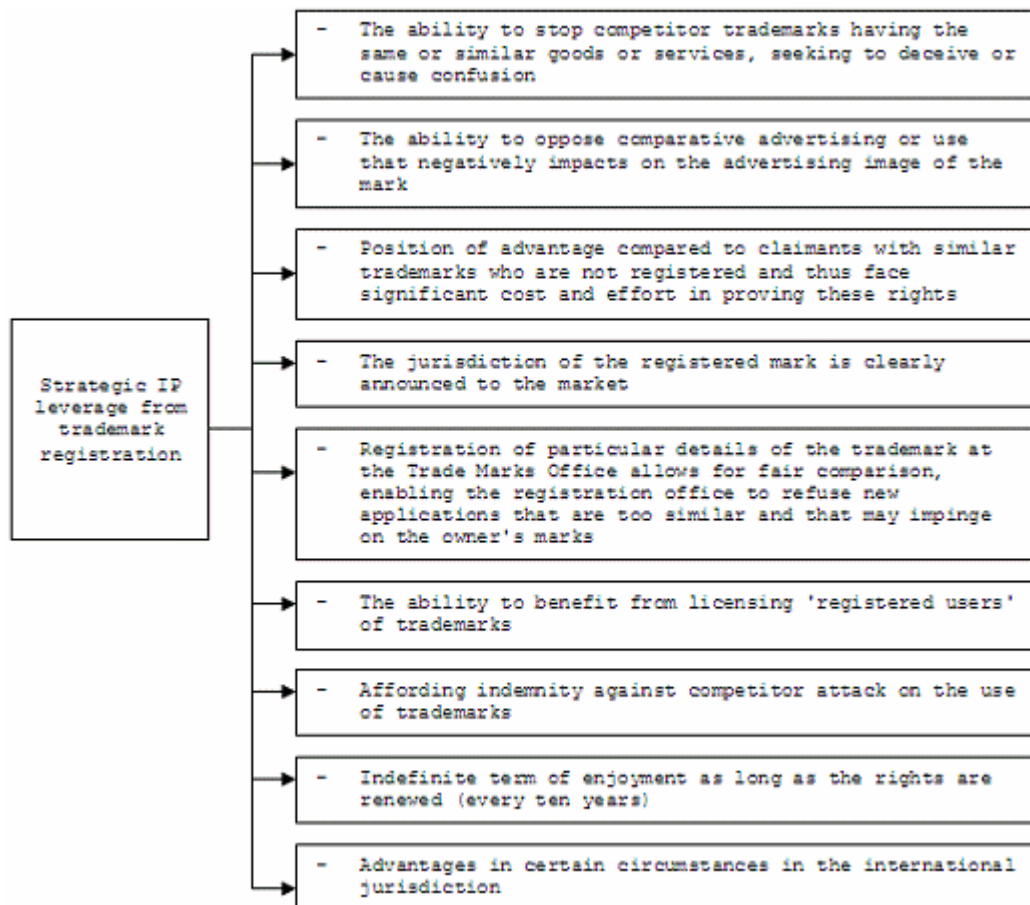 - The ability to stop competitor trademarks having the
same or similar goods or services, seeking to deceive or
cause confusion
- The ability to oppose comparative advertising or use
that negatively impacts on the advertising image of the
mark
- Position of advantage compared to claimants with similar
trademarks who are not registered and thus face
significant cost and effort in proving these rights
Strategic IP
leverage from
trademark
registration
- The jurisdiction of the registered mark is clearly
announced to the market
- Registration of particular details of the trademark at
the Trade Marks Office allows for fair comparison,
enabling the registration office to refuse new
applications that are too similar and that may impinge
on the owner's marks
- The ability to benefit from licensing 'registered users'
of trademarks
- Affording indemnity against competitor attack on the use
of trademarks
- Indefinite term of enjoyment as long as the rights are
renewed (every ten years)
- Advantages in certain circumstances in the international
jurisdiction